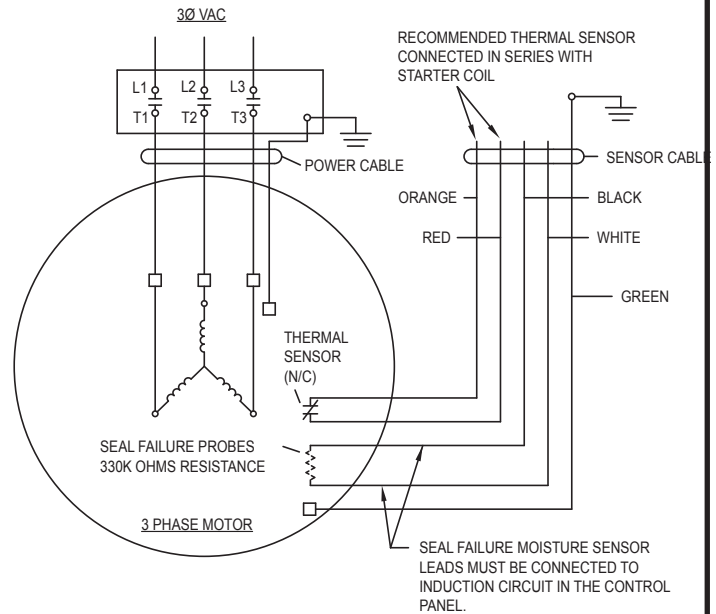 3Ø VAC
RECOMMENDED THERMAL SENSOR
CONNECTED IN SERIES WITH
STARTER COIL
L1
L2
L3
T1
T2
T3
POWER CABLE
SENSOR CABLE
ORANGE
BLACK
RED
WHITE
GREEN
THERMAL
SENSOR
(N/C)
SEAL FAILURE PROBES
330K OHMS RESISTANCE
3 PHASE MOTOR
SEAL FAILURE MOISTURE SENSOR
LEADS MUST BE CONNECTED TO
INDUCTION CIRCUIT IN THE CONTROL
PANEL.